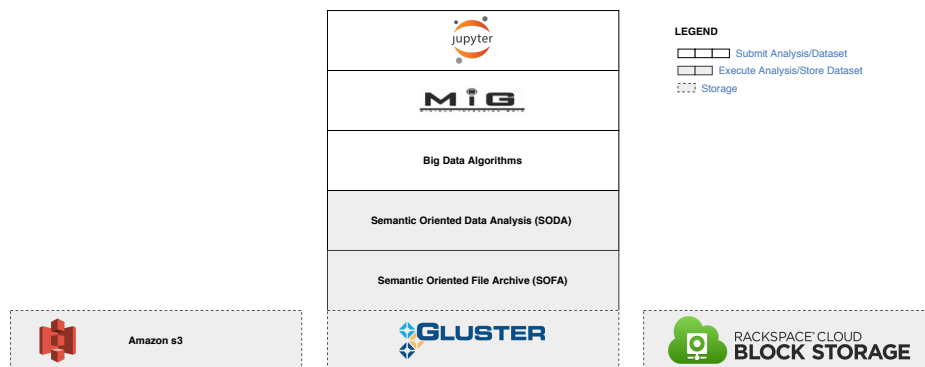 jupyter
LEGEND
Submit Analysis/Dataset
Execute Analysis/Store Dataset
Storage
MiG
Big Data Algorithms
Semantic Oriented Data Analysis (SODA)
Semantic Oriented File Archive (SOFA)
Amazon s3
GLUSTER
RACKSPACE® CLOUD
BLOCK STORAGE